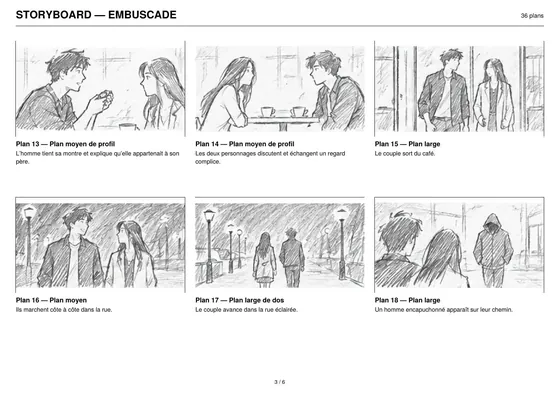 STORYBOARD — EMBUSCADE
36 plans
Plan 13 — Plan moyen de profil
L'homme tient sa montre et explique qu'elle appartenait à son
père.
Plan 14 — Plan moyen de profil
Les deux personnages discutent et échangent un regard
complice.
Plan 15 — Plan large
Le couple sort du café.
Plan 16 — Plan moyen
Ils marchent côte à côte dans la rue.
Plan 17 — Plan large de dos
Le couple avance dans la rue éclairée.
Plan 18 — Plan large
Un homme encapuchonné apparaît sur leur chemin.
3 / 6